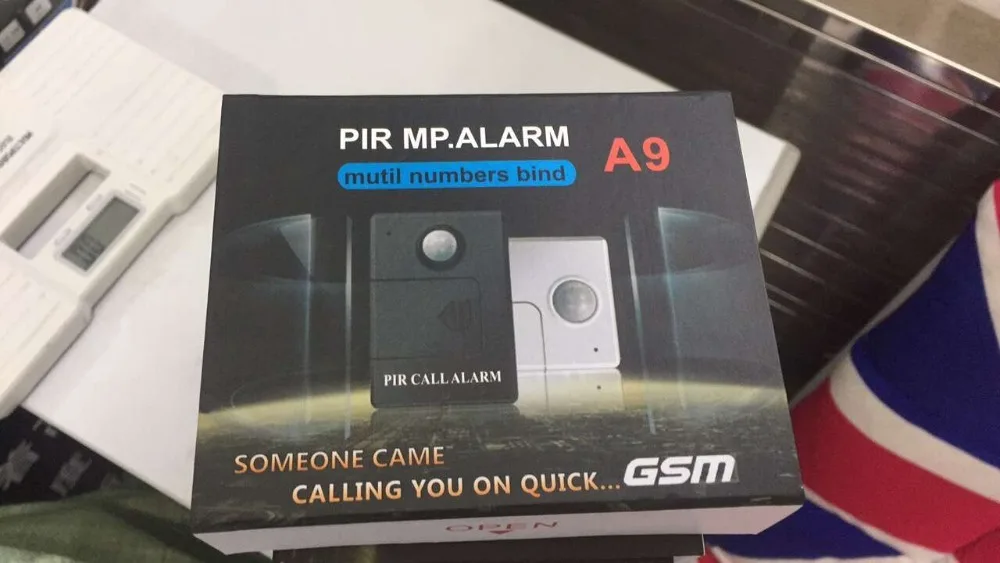 PIR MP.ALARM
A9
mutil numbers bind
PIR CALL ALARM
SOMEONE CAME
CALLING YOU ON QUICK...
GSM
OPEN